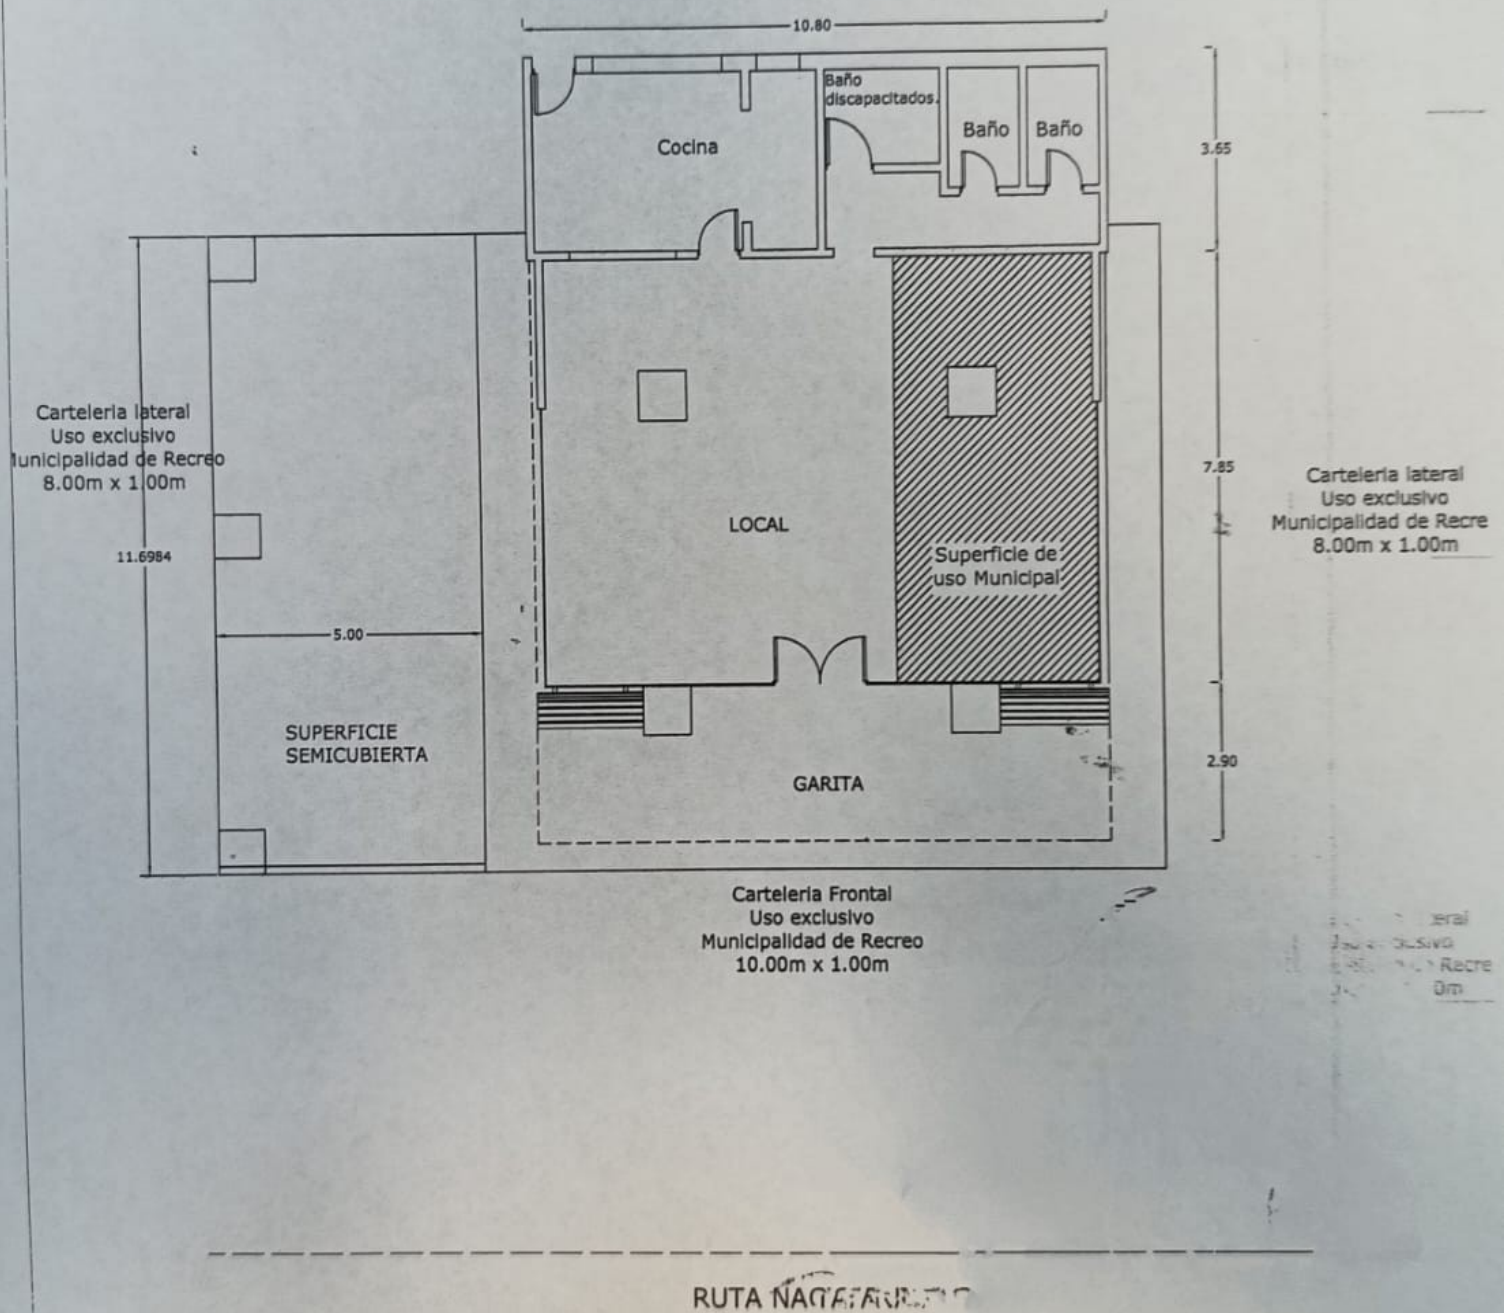 10.80
Baño
discapacitados.
Baño
Baño
Cocina
3.65
Carteleria lateral
Uso exclusivo
unicipalidad de Recreo
8.00m x 1.00m
11.6984
7.85
Carteleria lateral
Uso exclusivo
Municipalidad de Recre
8.00m x 1.00m
LOCAL
Superficie de
uso Municipal
5.00
SUPERFICIE
SEMICUBIERTA
GARITA
2.90
Carteleria Frontal
Uso exclusivo
Municipalidad de Recreo
10.00m x 1.00m
eral
Recre
0m
RUTA